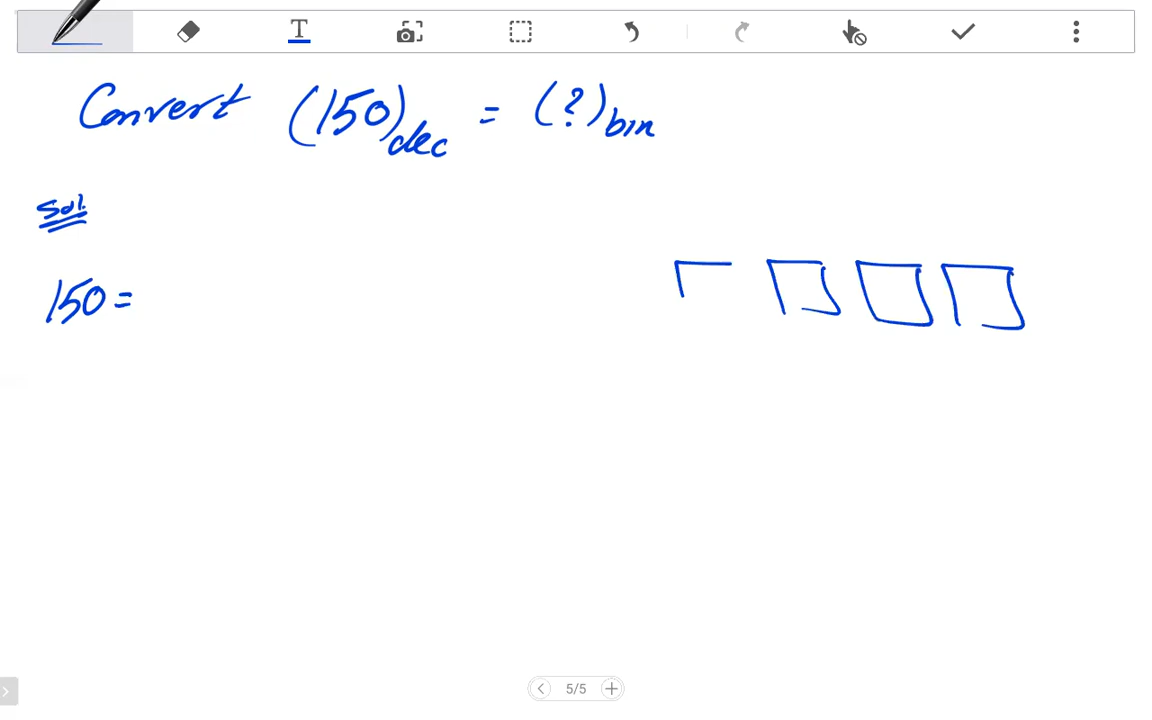 T
Convert (150)dec = (?)bin
Sol.
150 =
5/5